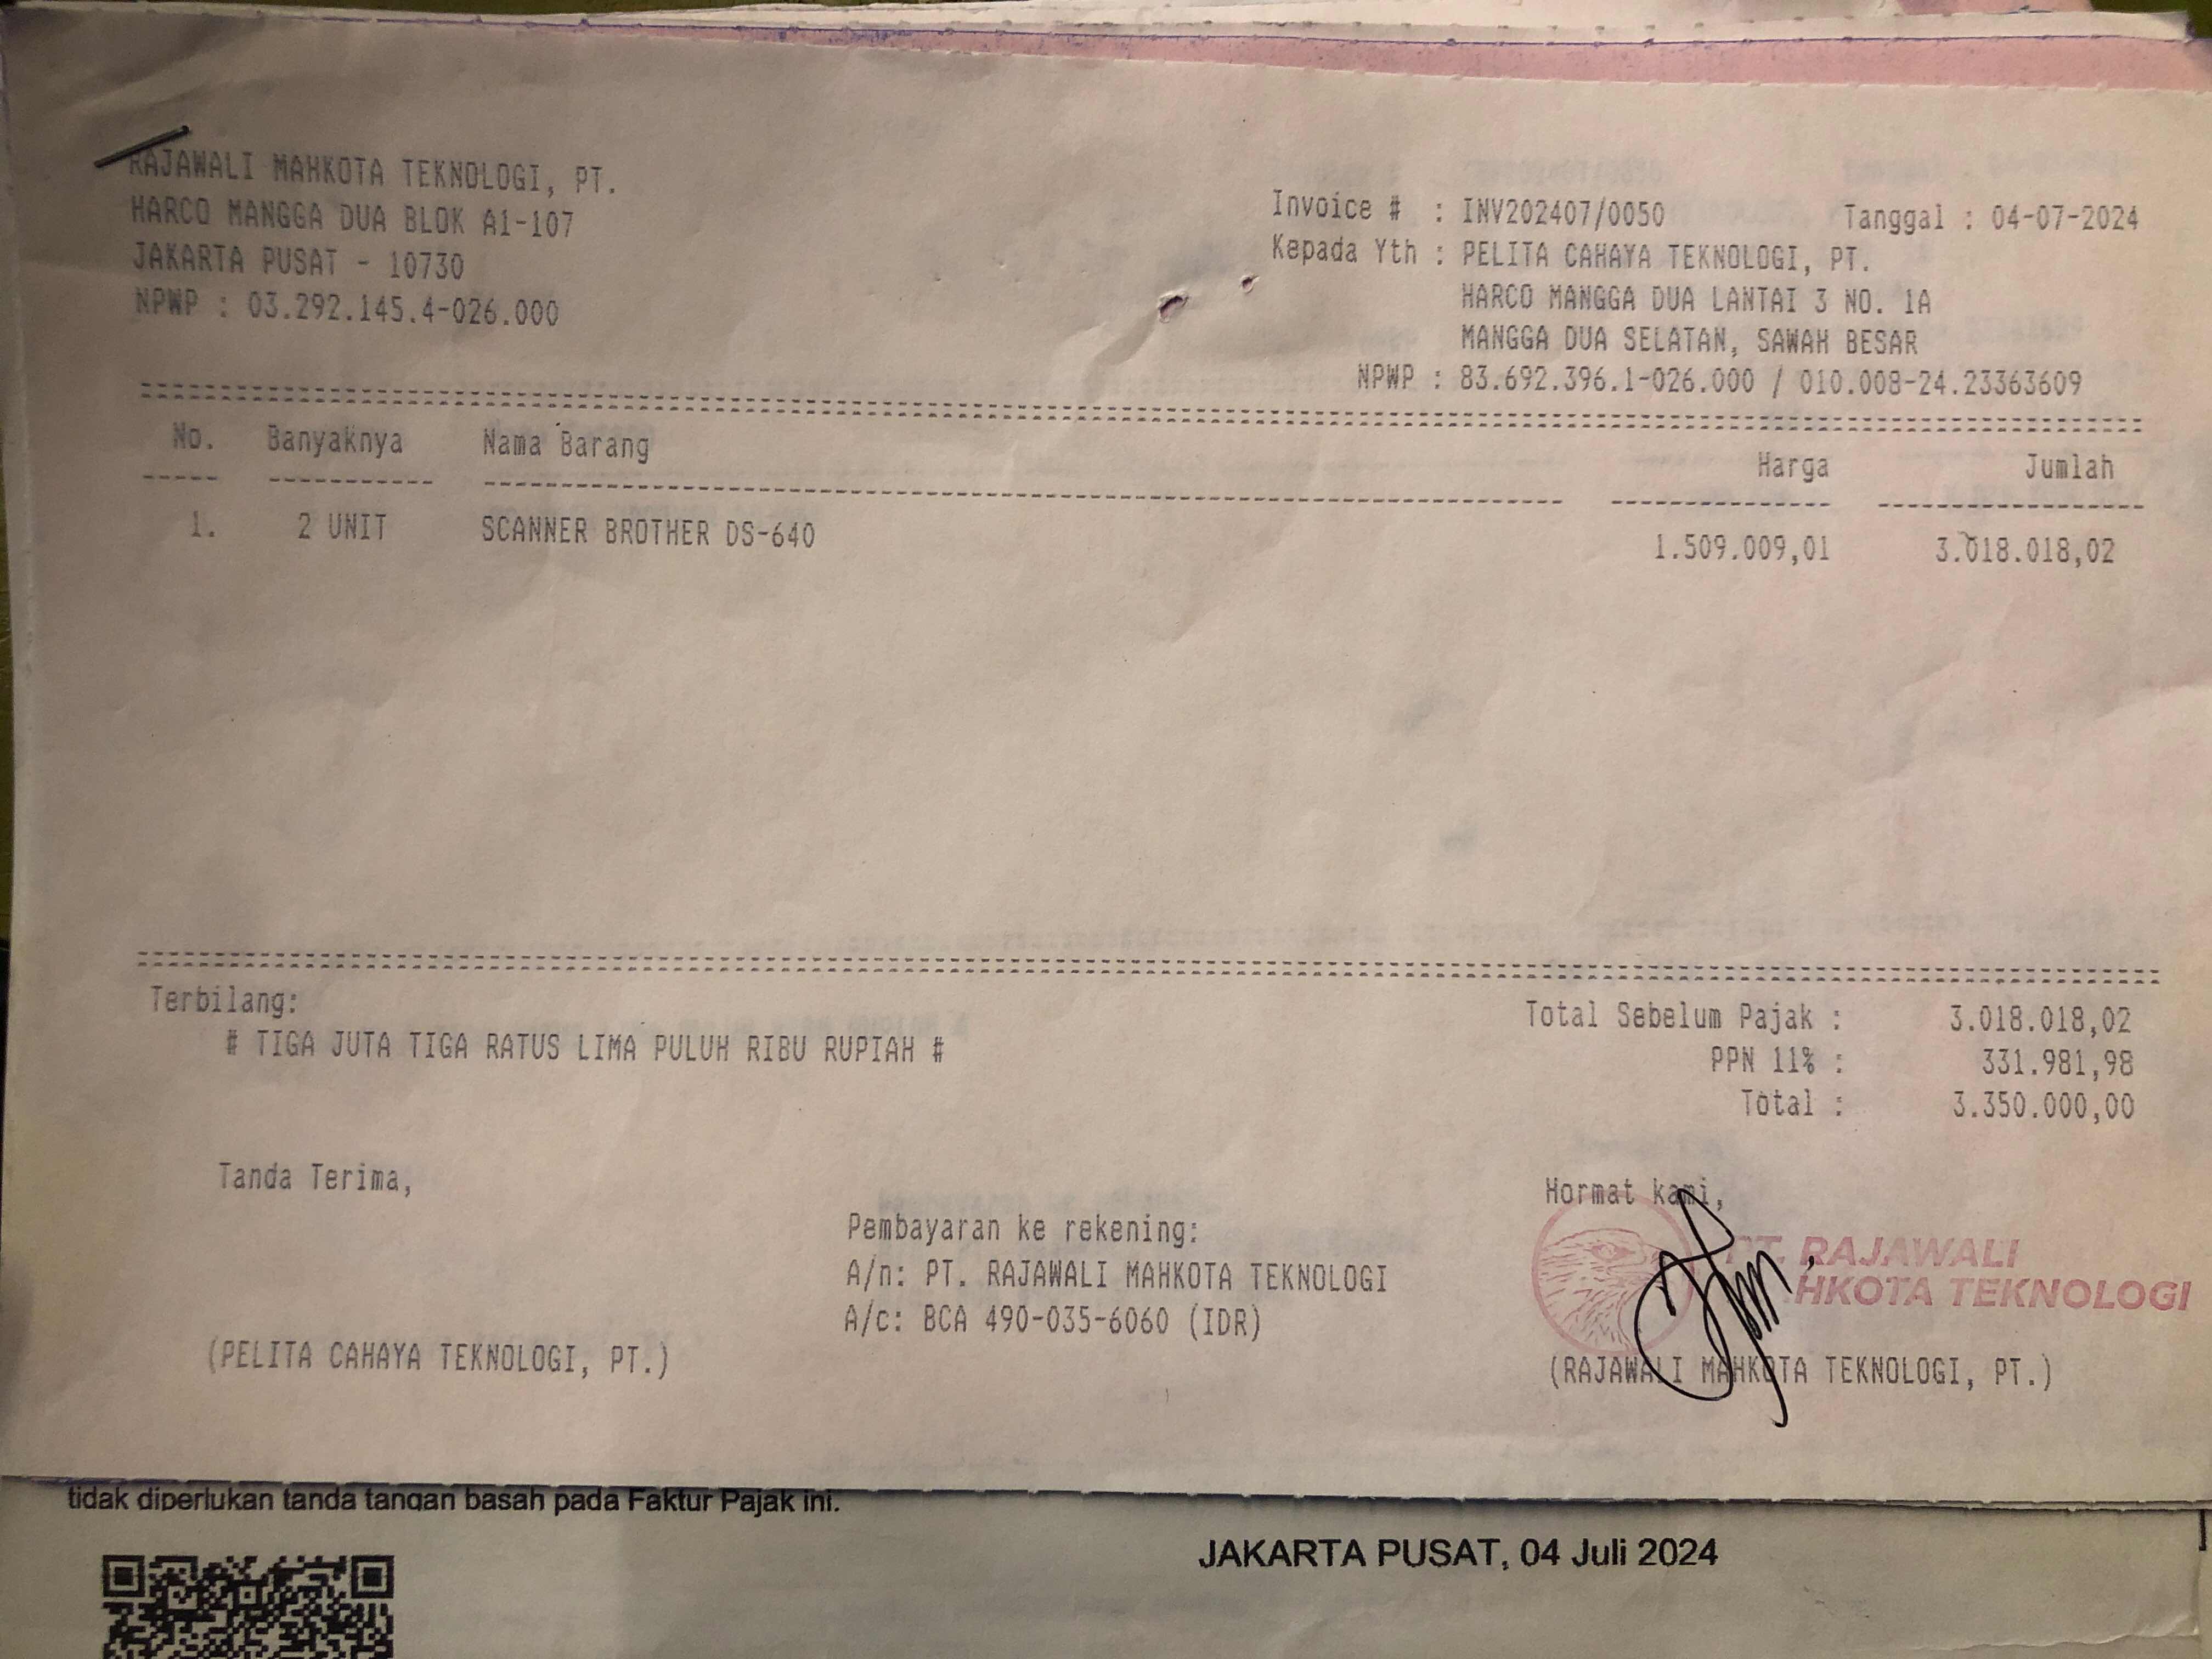 RAJAWALI MAHKOTA TEKNOLOGI, PT.
HARCO MANGGA DUA BLOK A1-107
JAKARTA PUSAT - 10730
NPWP : 03.292.145.4-026.000
Invoice # : INV202407/0050 Tanggal : 04-07-2024
Kepada Yth : PELITA CAHAYA TEKNOLOGI, PT.
HARCO MANGGA DUA LANTAI 3 NO. 1A
MANGGA DUA SELATAN, SAWAH BESAR
NPWP : 83.692.396.1-026.000 / 010.008-24.23363609
No. Banyaknya Nama Barang Harga Jumlah
1. 2 UNIT SCANNER BROTHER DS-640 1.509.009,01 3.018.018,02
Terbilang:
# TIGA JUTA TIGA RATUS LIMA PULUH RIBU RUPIAH #
Total Sebelum Pajak : 3.018.018,02
PPN 11% : 331.981,98
Total : 3.350.000,00
Tanda Terima,
(PELITA CAHAYA TEKNOLOGI, PT.)
Pembayaran ke rekening:
A/n: PT. RAJAWALI MAHKOTA TEKNOLOGI
A/c: BCA 490-035-6060 (IDR)
Hormat kami,
PT. RAJAWALI
HKOTA TEKNOLOGI
(RAJAWALI MAHKOTA TEKNOLOGI, PT.)
tidak diperlukan tanda tangan basah pada Faktur Pajak ini.
JAKARTA PUSAT, 04 Juli 2024